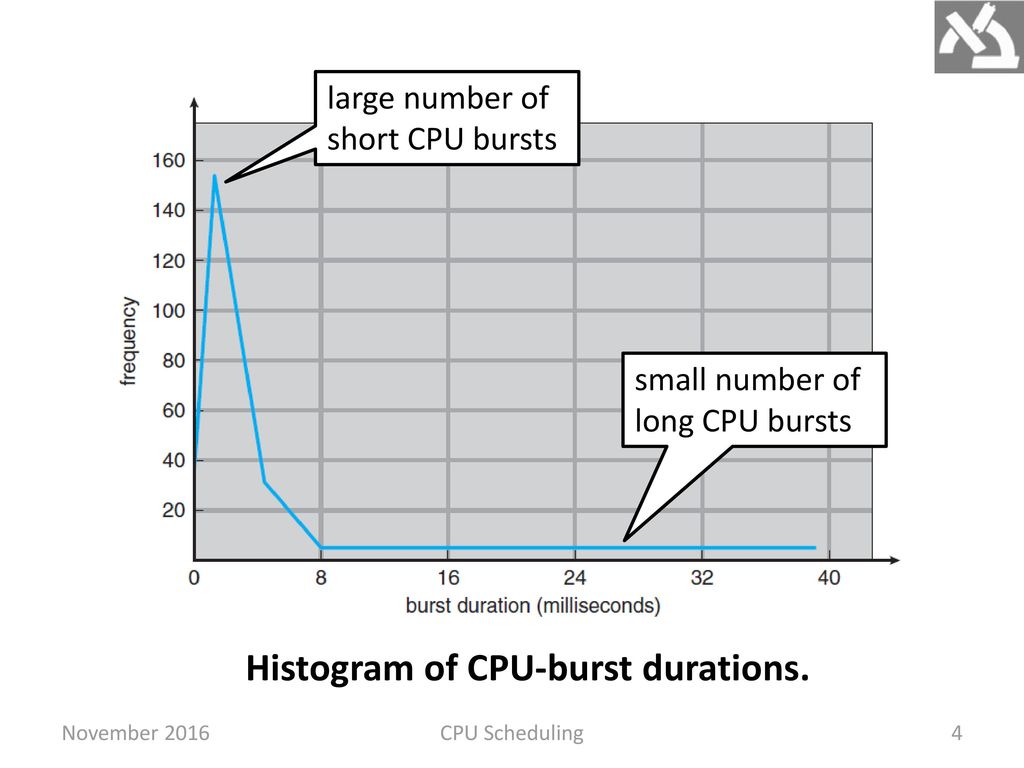 large number of
short CPU bursts
160
140
120
100
80
60
40
20
frequency
small number of
long CPU bursts
0 8 16 24 32 40
burst duration (milliseconds)
Histogram of CPU-burst durations.
November 2016 CPU Scheduling 4